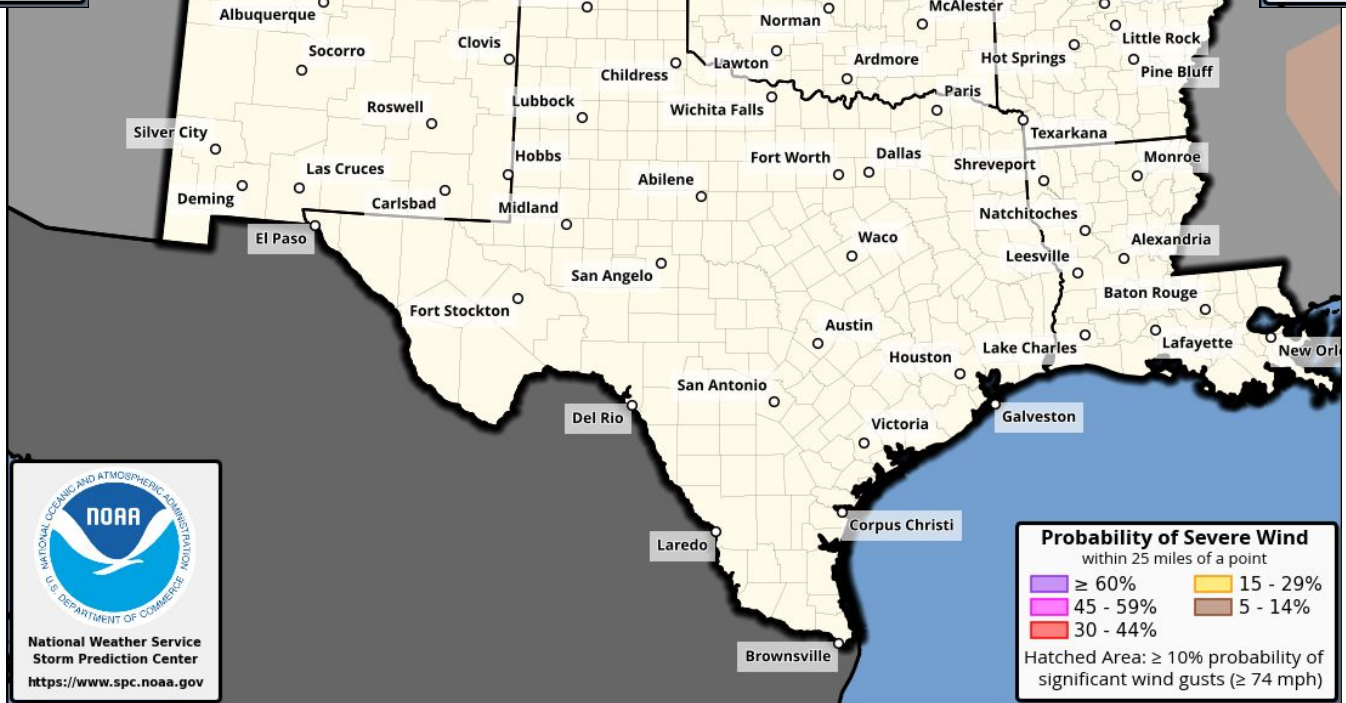 Albuquerque
McAlester
Norman
Little Rock
Socorro
Clovis
Lawton
Ardmore
Hot Springs
Childress
Pine Bluff
Paris
Roswell
Lubbock
Wichita Falls
Silver City
Texarkana
Hobbs
Fort Worth
Dallas
Shreveport
Monroe
Las Cruces
Abilene
Deming
Carlsbad
Midland
Natchitoches
El Paso
Waco
Alexandria
San Angelo
Leesville
Baton Rouge
Fort Stockton
Austin
Houston
Lake Charles
Lafayette
New Orl
San Antonio
Del Rio
Victoria
Galveston
Corpus Christi
Laredo
Brownsville
NATIONAL OCEANIC AND ATMOSPHERIC ADMINISTRATION
NOAA
U.S. DEPARTMENT OF COMMERCE
National Weather Service
Storm Prediction Center
https://www.spc.noaa.gov
Probability of Severe Wind
within 25 miles of a point
≥ 60%
15 - 29%
45 - 59%
5 - 14%
30 - 44%
Hatched Area: ≥ 10% probability of
significant wind gusts (≥ 74 mph)